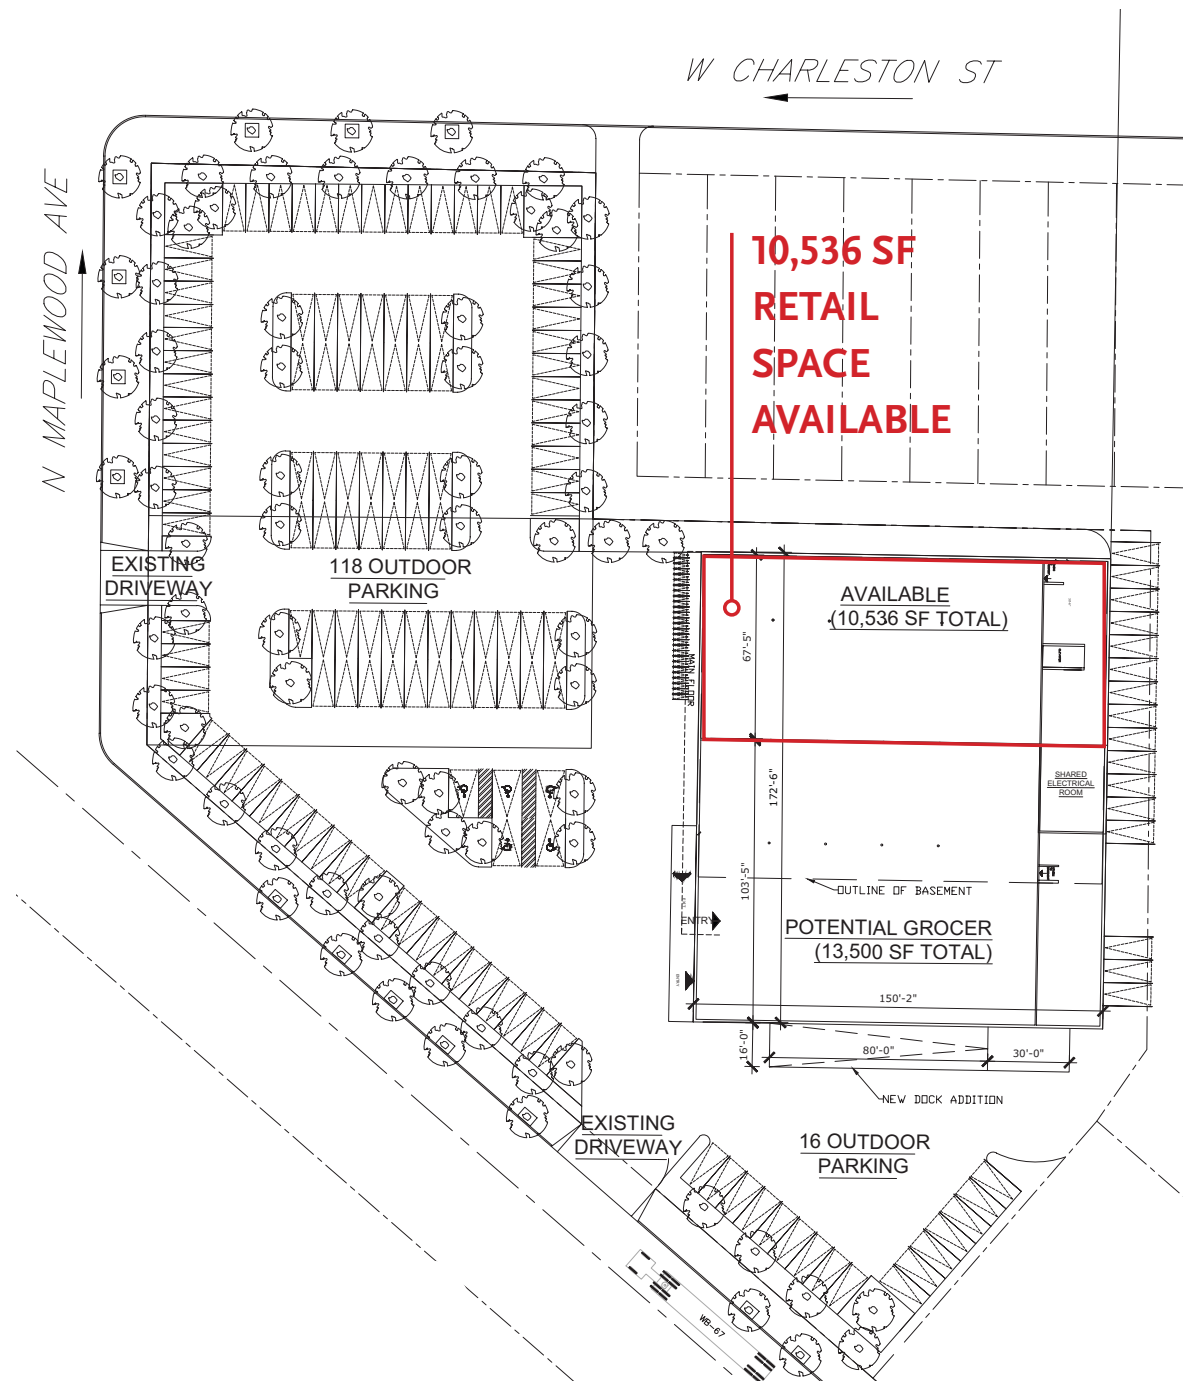 W CHARLESTON ST
N MAPLEWOOD AVE
10,536 SF
RETAIL
SPACE
AVAILABLE
EXISTING
DRIVEWAY
118 OUTDOOR
PARKING
AVAILABLE
(10,536 SF TOTAL)
67'-5"
MAIN FLOOR
172'-6"
SHARED
ELECTRICAL
ROOM
103'-5"
OUTLINE OF BASEMENT
ENTRY
POTENTIAL GROCER
(13,500 SF TOTAL)
150'-2"
16'-0"
80'-0"
30'-0"
NEW DOCK ADDITION
EXISTING
DRIVEWAY
16 OUTDOOR
PARKING
WB-67